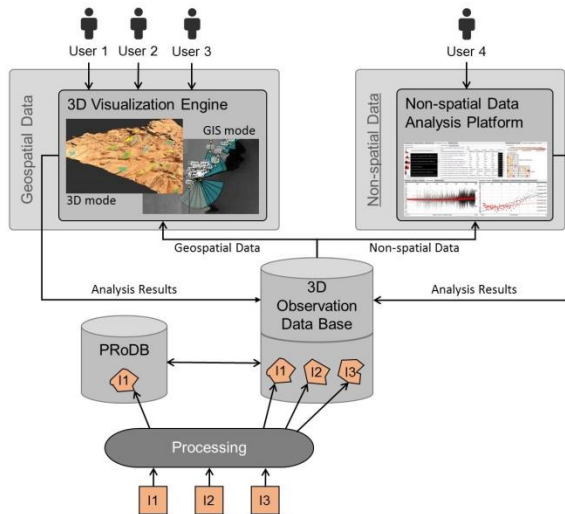 User 1
User 2
User 3
User 4
Geospatial Data
3D Visualization Engine
GIS mode
3D mode
Non-spatial Data
Non-spatial Data
Analysis Platform
Geospatial Data
Non-spatial Data
Analysis Results
3D
Observation
Data Base
Analysis Results
PRoDB
I1
I1
I2
I3
Processing
I1
I2
I3